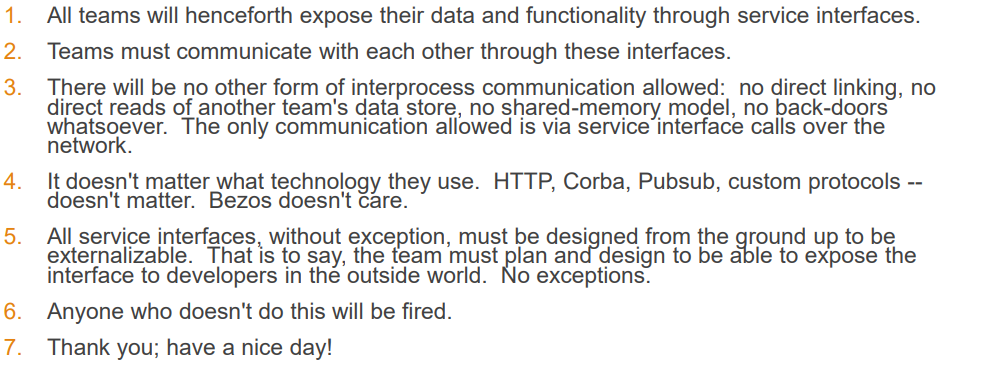 1. All teams will henceforth expose their data and functionality through service interfaces.
2. Teams must communicate with each other through these interfaces.
3. There will be no other form of interprocess communication allowed:  no direct linking, no
direct reads of another team's data store, no shared-memory model, no back-doors
whatsoever.  The only communication allowed is via service interface calls over the
network.
4. It doesn't matter what technology they use.  HTTP, Corba, Pubsub, custom protocols --
doesn't matter.  Bezos doesn't care.
5. All service interfaces, without exception, must be designed from the ground up to be
externalizable.  That is to say, the team must plan and design to be able to expose the
interface to developers in the outside world.  No exceptions.
6. Anyone who doesn't do this will be fired.
7. Thank you; have a nice day!